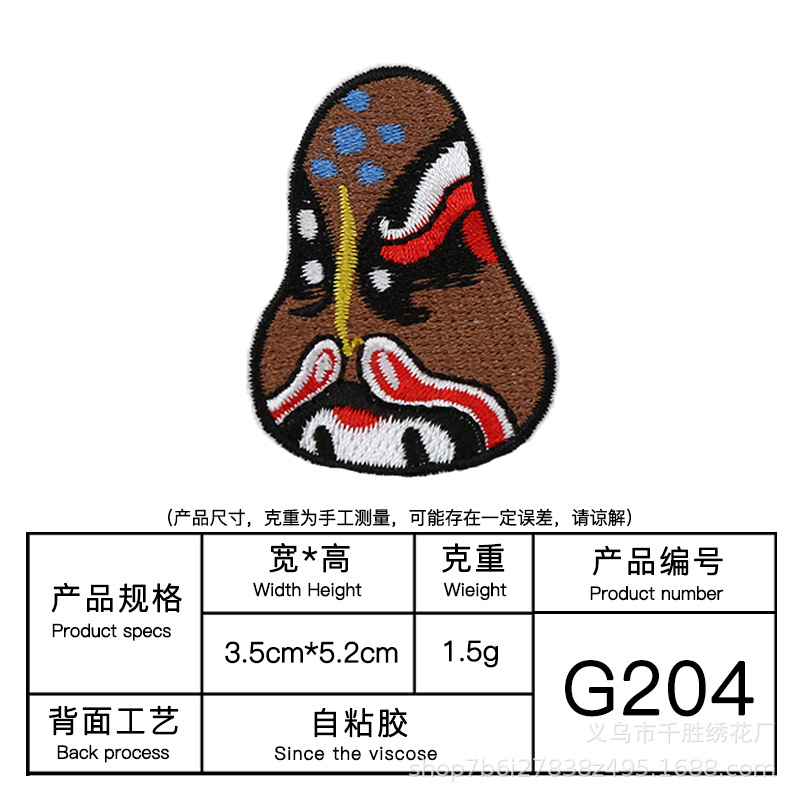 (产品尺寸，克重为手工测量，可能存在一定误差，请谅解)
产品规格
Product specs
宽*高
Width Height
克重
Wieight
产品编号
Product number
3.5cm*5.2cm
1.5g
G204
背面工艺
Back process
自粘胶
Since the viscose
义乌市千胜绣花厂
shop7b6i27838z495.1688.com